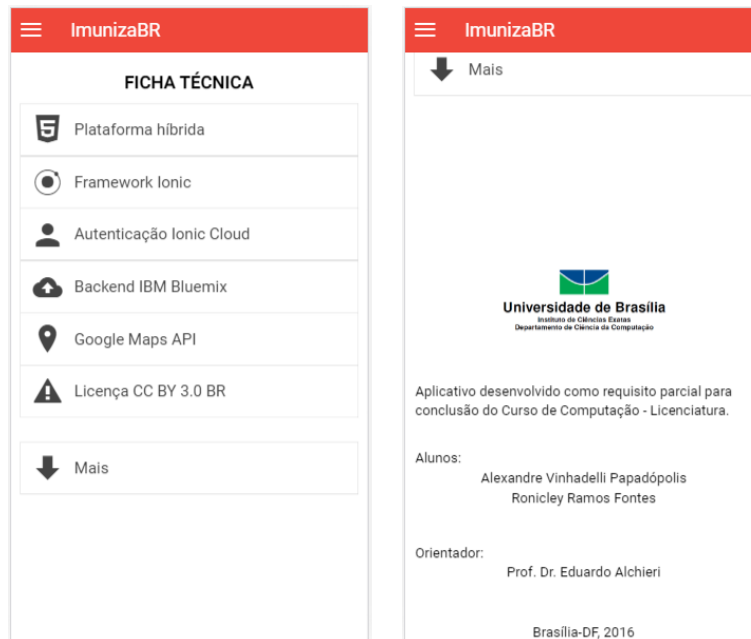 ImunizaBR
FICHA TÉCNICA
Plataforma híbrida
Framework Ionic
Autenticação Ionic Cloud
Backend IBM Bluemix
Google Maps API
Licença CC BY 3.0 BR
Mais
ImunizaBR
Mais
Universidade de Brasília
Instituto de Ciências Exatas
Departamento de Ciência da Computação
Aplicativo desenvolvido como requisito parcial para
conclusão do Curso de Computação - Licenciatura.
Alunos:
Alexandre Vinhadelli Papadópolis
Ronicley Ramos Fontes
Orientador:
Prof. Dr. Eduardo Alchieri
Brasília-DF, 2016